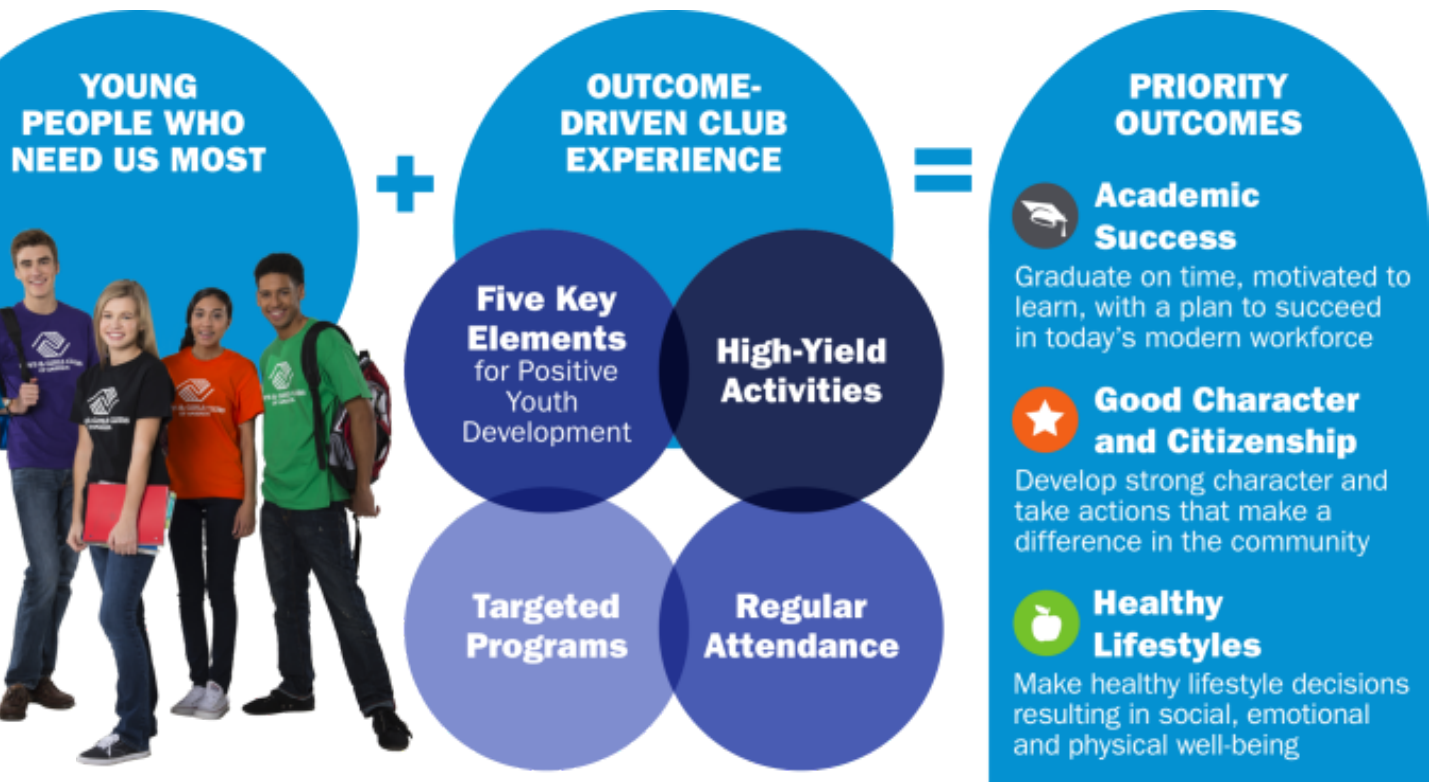 YOUNG
PEOPLE WHO
NEED US MOST
+
OUTCOME-
DRIVEN CLUB
EXPERIENCE
Five Key
Elements
for Positive
Youth
Development
High-Yield
Activities
Targeted
Programs
Regular
Attendance
=
PRIORITY
OUTCOMES
Academic
Success
Graduate on time, motivated to
learn, with a plan to succeed
in today's modern workforce
Good Character
and Citizenship
Develop strong character and
take actions that make a
difference in the community
Healthy
Lifestyles
Make healthy lifestyle decisions
resulting in social, emotional
and physical well-being